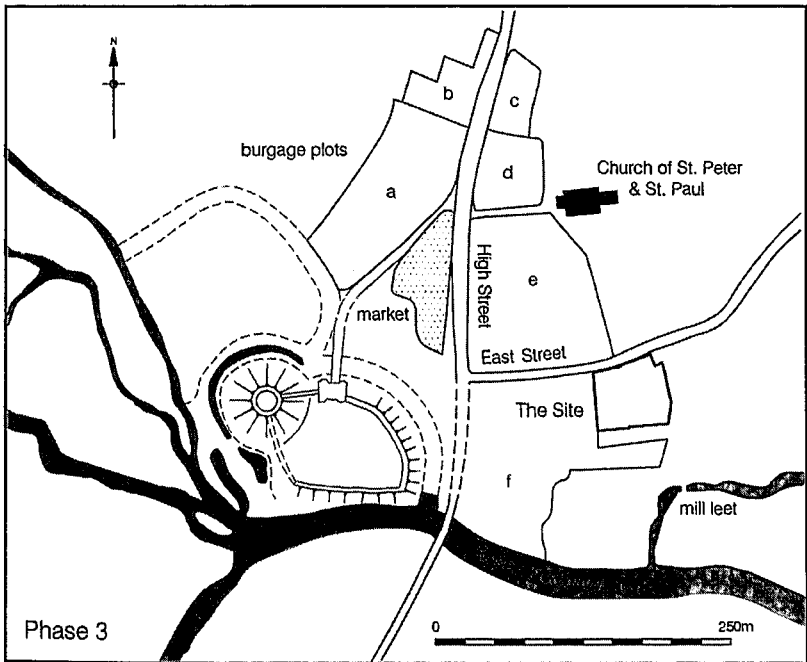 N
b
c
burgage plots
a
d
Church of St. Peter
& St. Paul
High Street
e
market
East Street
The Site
f
mill leet
Phase 3
0
250m